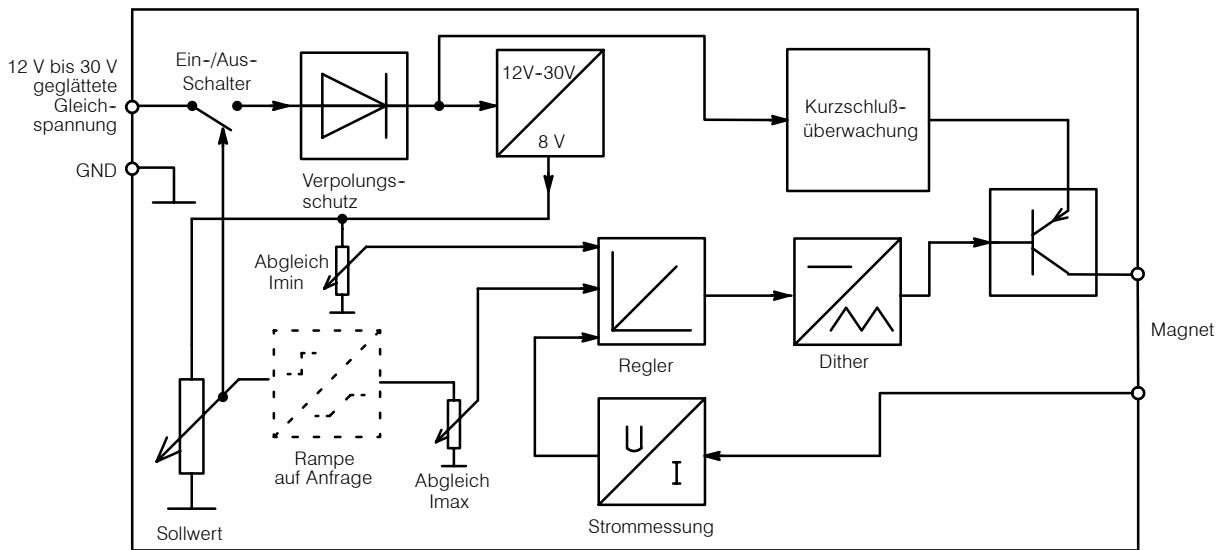 12 V bis 30 V
geglättete
Gleich-
spannung
Ein-/Aus-
Schalter
12V-30V
8 V
Kurzschluß-
überwachung
GND
Verpolungs-
schutz
Abgleich
Imin
Regler
Dither
Magnet
Rampe
auf Anfrage
Abgleich
Imax
U
I
Strommessung
Sollwert